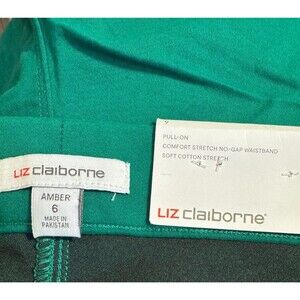 LIZ claiborne
AMBER
6
MADE IN
PAKISTAN
PULL-ON
COMFORT STRETCH NO-GAP WAISTBAND
SOFT COTTON STRETCH
LIZ claiborne